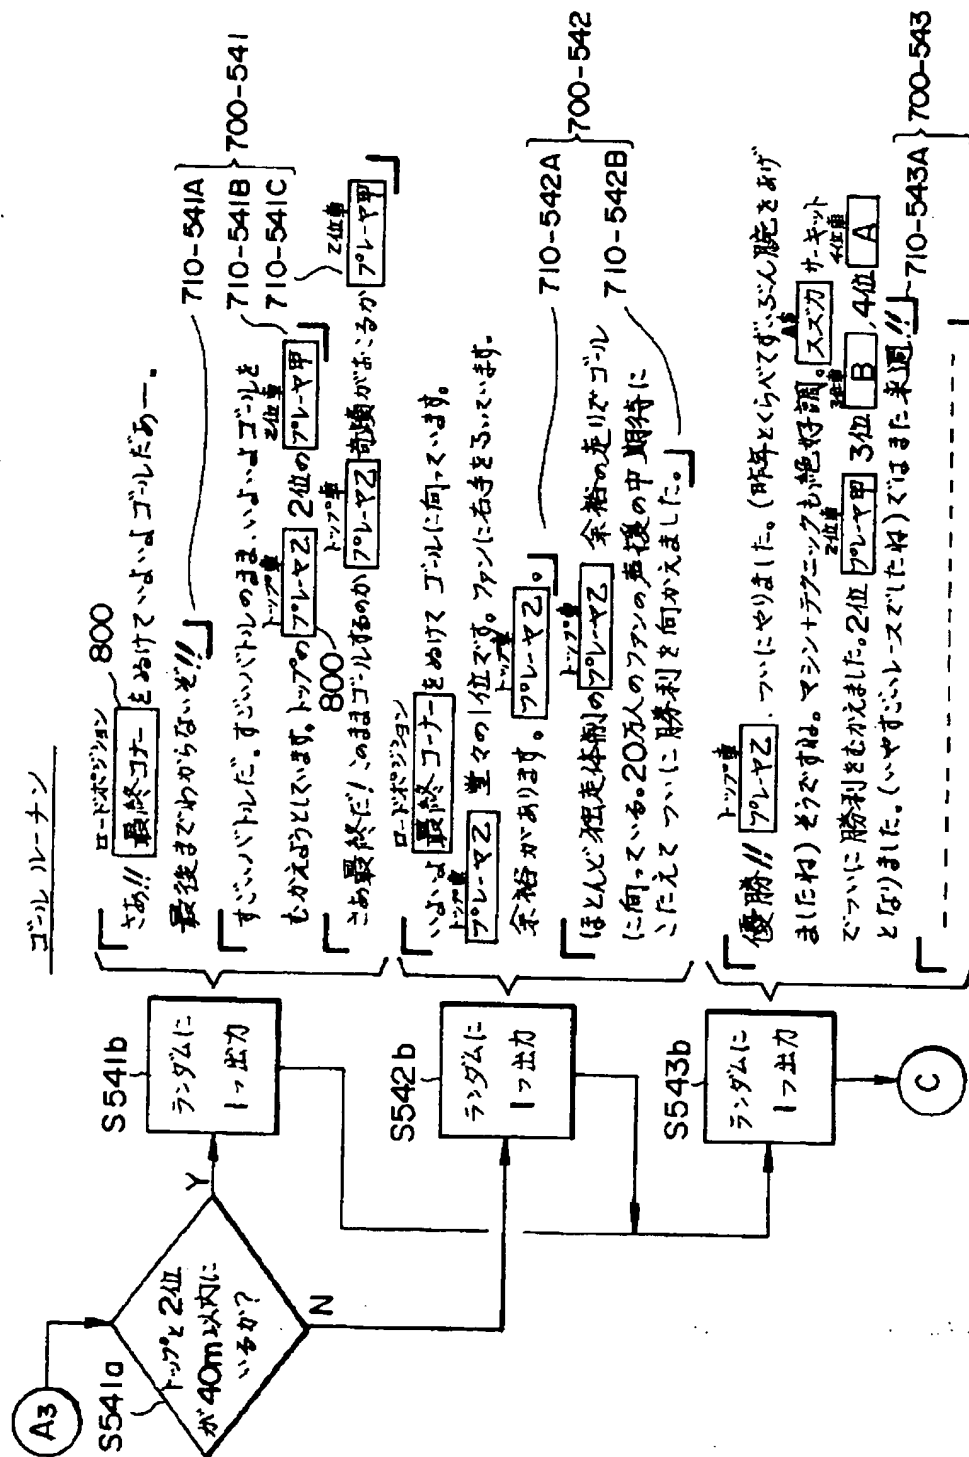 ゴールルーチン
A3
S541a
トップと2位
が40m以内に
いるか?
Y
N
S541b
ランダムに
1つ出力
ロードポジション
800
さあ!! 最終コーナー をぬけていよいよゴールだぁー。
最後までわからないぞ!!
710-541A
すごいバトルだ。すごいバトルのまま、いよいよゴールを
トップ車 2位車
むかえようとしています。トップの プレーヤ乙 2位の プレーヤ甲
710-541B
800
トップ車 2位車
さあ最終だ!このままゴールするのか プレーヤ乙 奇蹟がおこるか プレーヤ甲
710-541C
700-541
S542b
ランダムに
1つ出力
ロードポジション
いよいよ 最終コーナー をぬけて ゴールに向っています。
トップ車
プレーヤ乙 堂々の1位です。ファンに右手をふっています。
トップ車
余裕があります。 プレーヤ乙 。
710-542A
トップ車
ほとんど独走体制の プレーヤ乙 余裕の走りでゴール
に向っている。20万人のファンの声援の中期待に
こたえて ついに勝利を向かえました。
710-542B
700-542
S543b
ランダムに
1つ出力
トップ車
優勝!! プレーヤ乙 、ついにやりました。(昨年とくらべてずいぶん腕をあげ
ましたね)そうですね。マシン+テクニックも絶好調。 スズカ サーキット
2位車 3位車 4位車
でついに勝利をむかえました。2位 プレーヤ甲 3位 B , 4位 A
となりました。(いやすごいレースでしたね)ではまた来週!!
710-543A
700-543
C